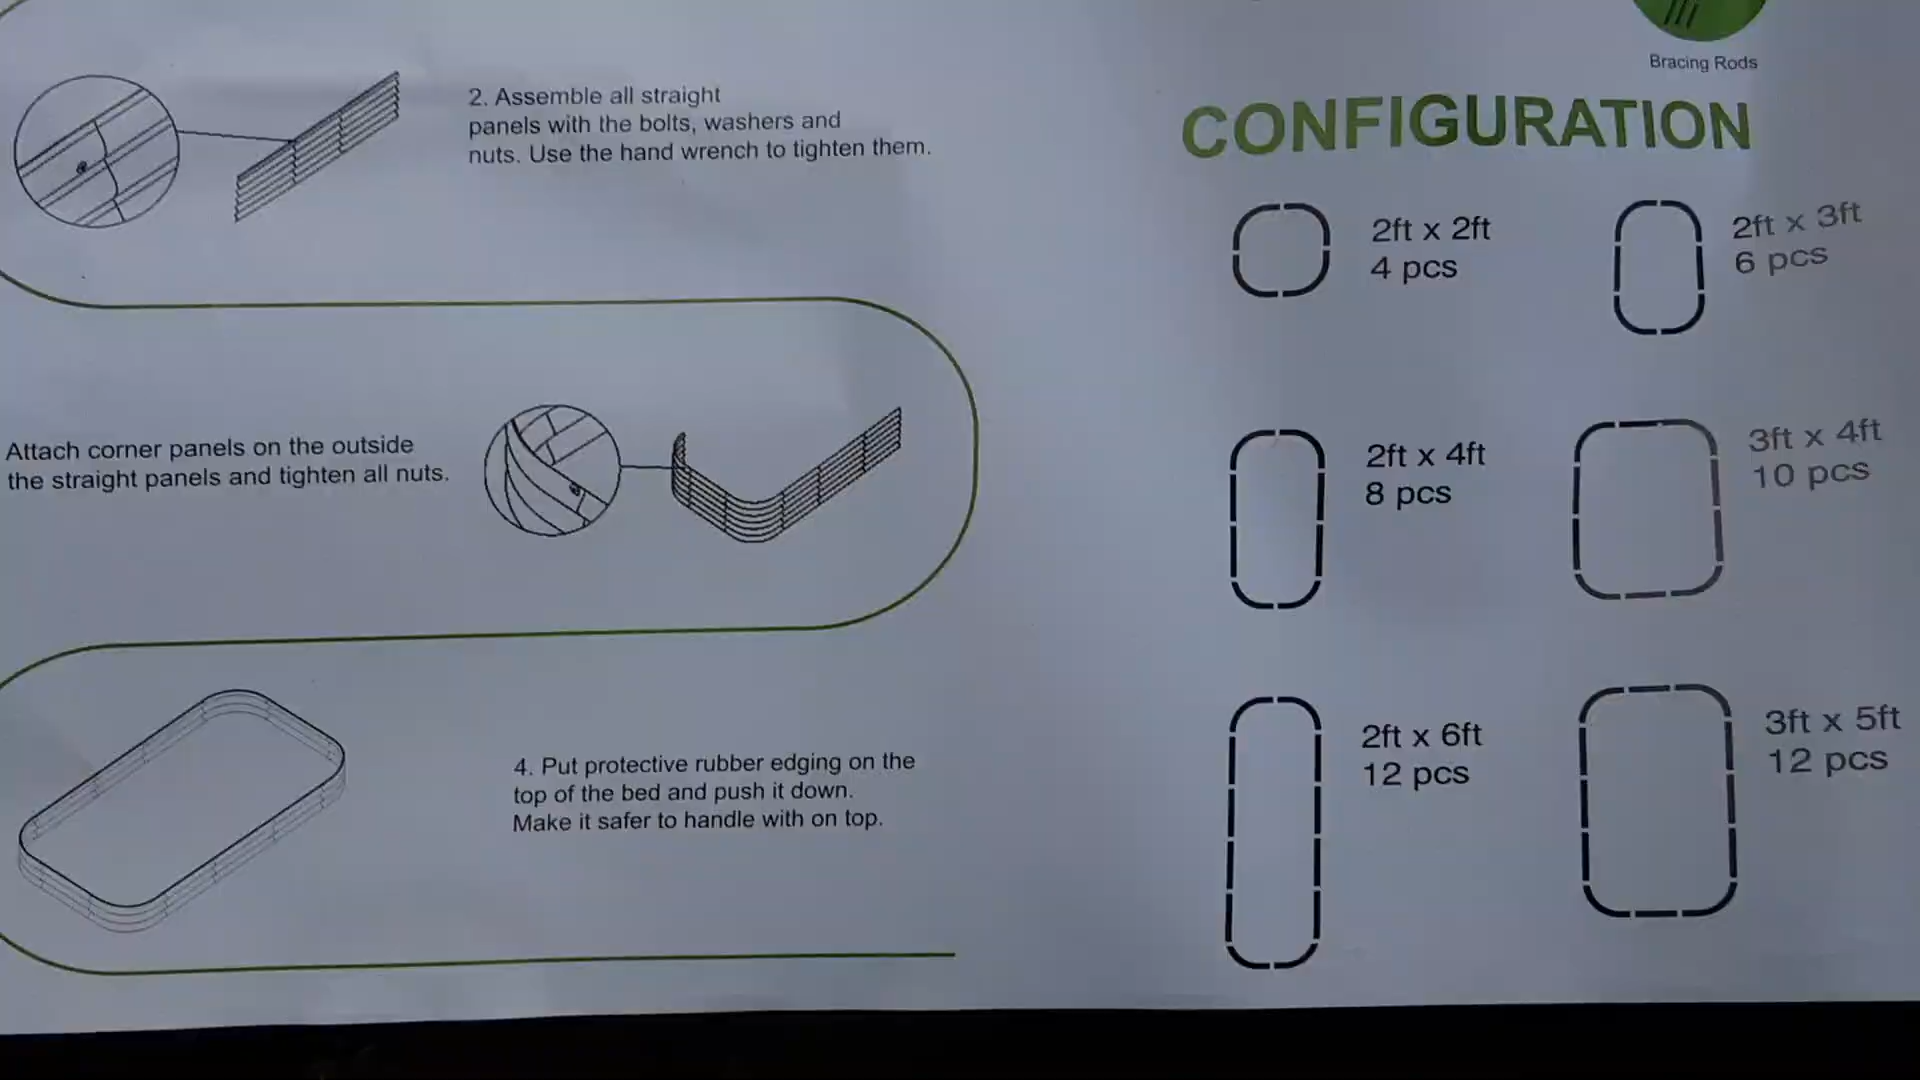 2. Assemble all straight
panels with the bolts, washers and
nuts. Use the hand wrench to tighten them.
Attach corner panels on the outside
the straight panels and tighten all nuts.
4. Put protective rubber edging on the
top of the bed and push it down.
Make it safer to handle with on top.
Bracing Rods
CONFIGURATION
2ft x 2ft
4 pcs
2ft x 3ft
6 pcs
2ft x 4ft
8 pcs
3ft x 4ft
10 pcs
2ft x 6ft
12 pcs
3ft x 5ft
12 pcs